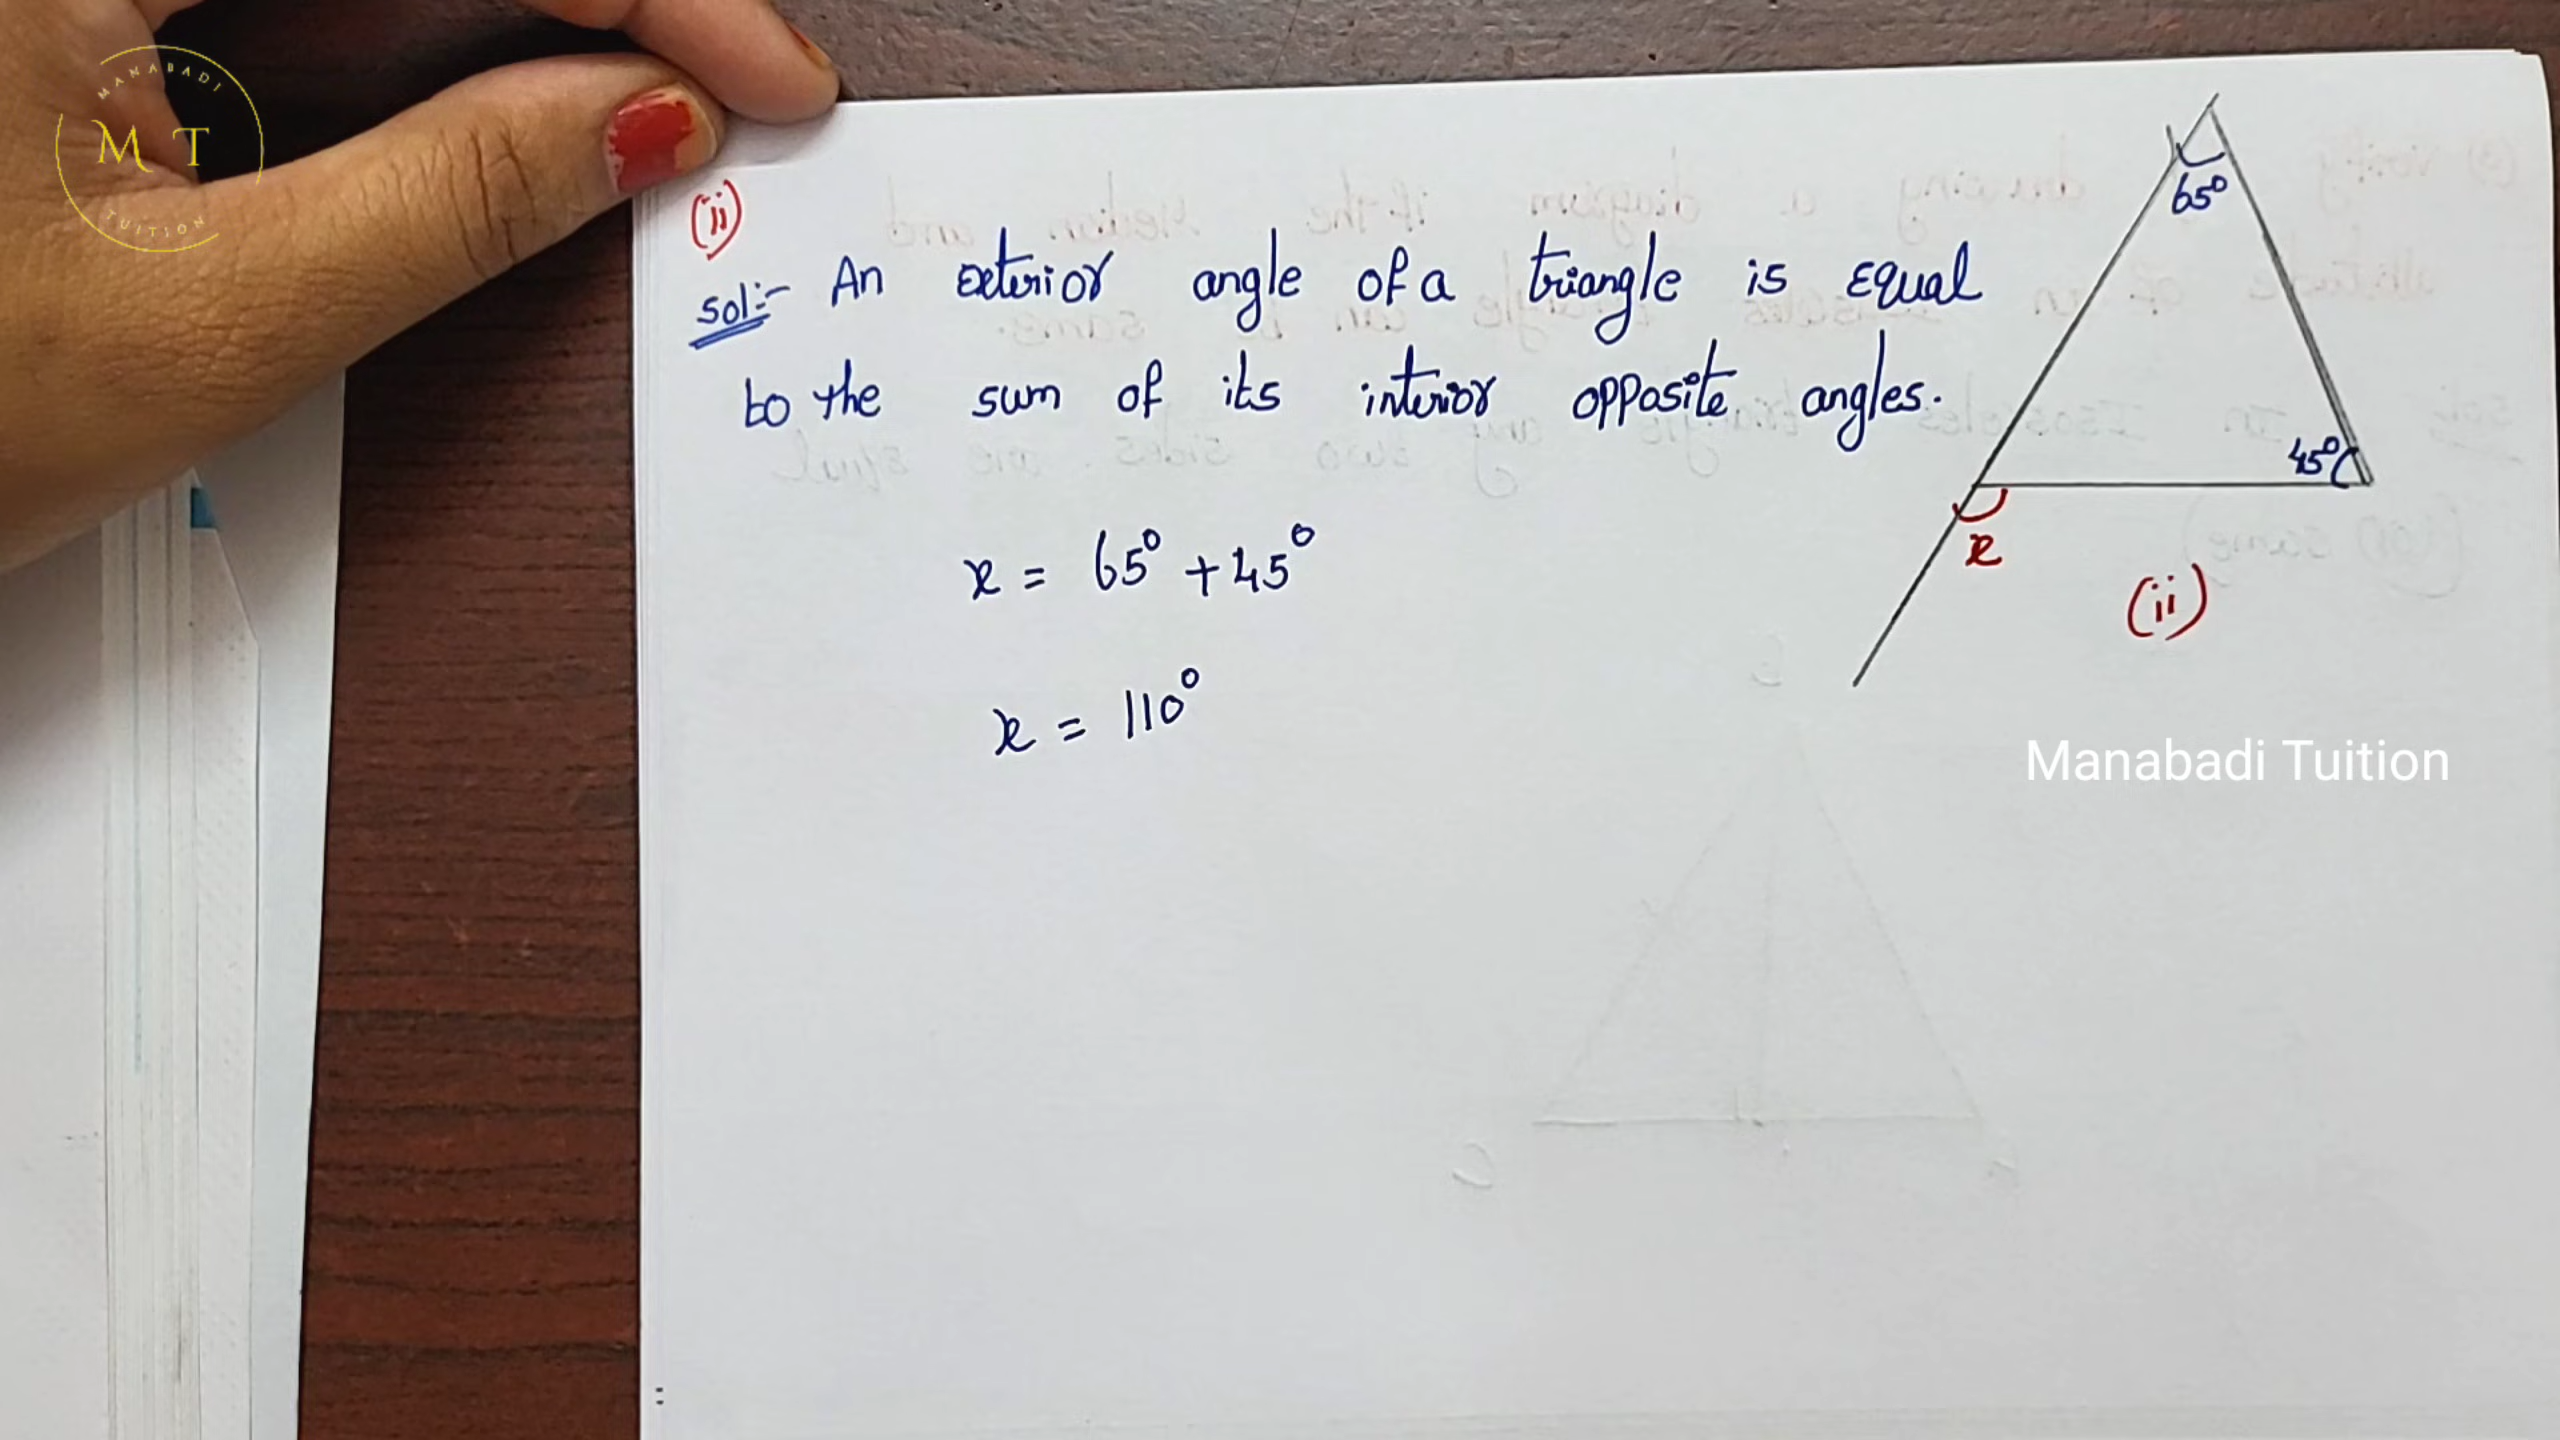 MANABADI
M T
TUITION
(ii)
Sol:- An exterior angle of a triangle is equal
to the sum of its interior opposite angles.
x = 65° + 45°
x = 110°
65°
45°
x
(ii)
Manabadi Tuition